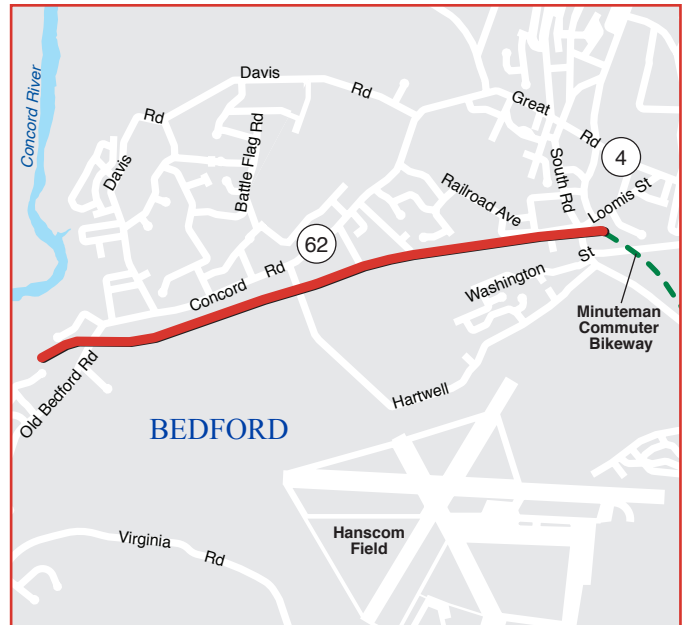 Concord River
Davis
Rd
Davis
Rd
Battle Flag Rd
Great
Rd
4
South Rd
Railroad Ave
Loomis St
62
Concord
Rd
Washington
St
Minuteman
Commuter
Bikeway
Old Bedford Rd
Hartwell
BEDFORD
Hanscom
Field
Virginia
Rd